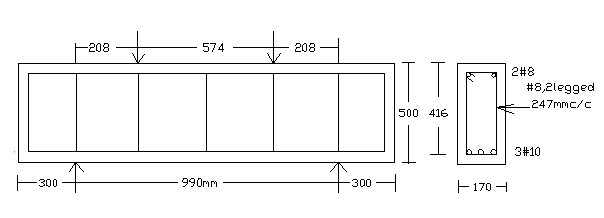 208 574 208
2#8
#8,2legged
247mmc/c
500 416
3#10
300 990mm 300 170